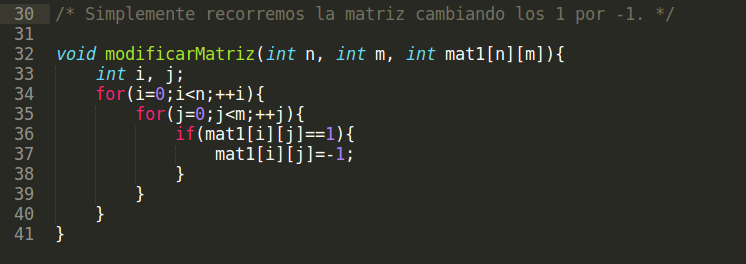 30 /* Simplemente recorremos la matriz cambiando los 1 por -1. */
31
32 void modificarMatriz(int n, int m, int mat1[n][m]){
33     int i, j;
34     for(i=0;i<n;++i){
35         for(j=0;j<m;++j){
36             if(mat1[i][j]==1){
37                 mat1[i][j]=-1;
38             }
39         }
40     }
41 }